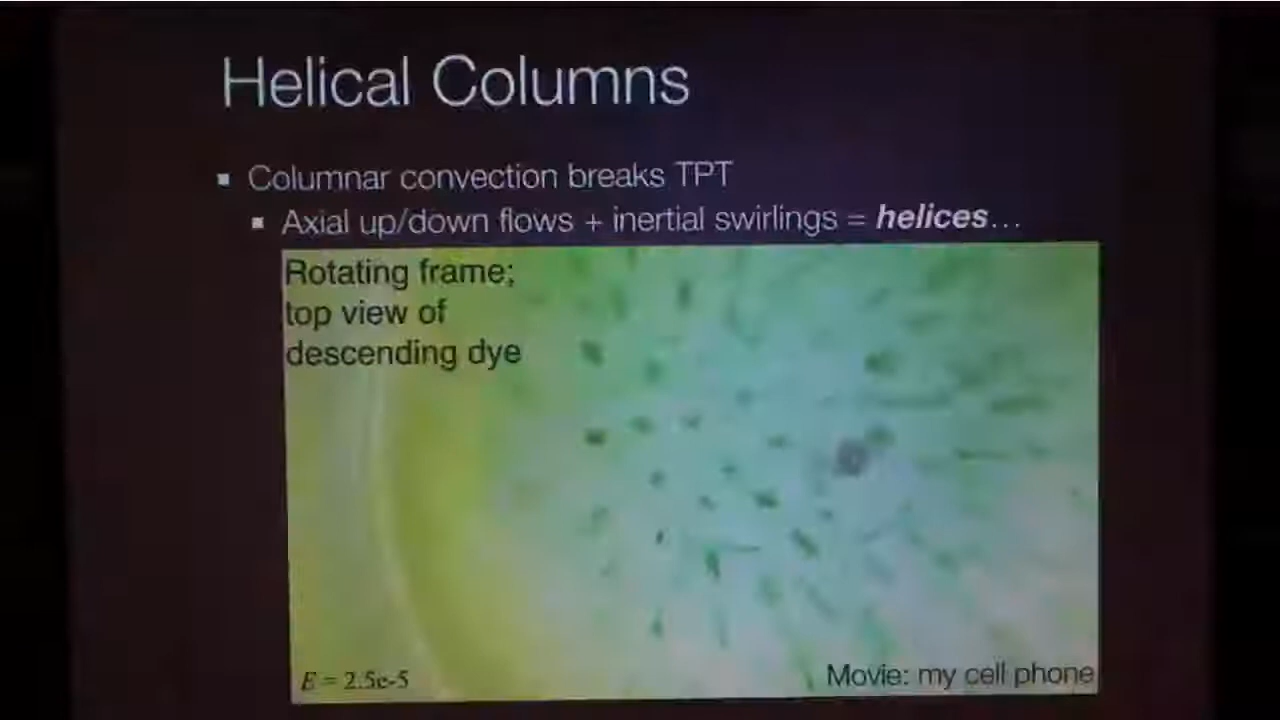 Helical Columns
Columnar convection breaks TPT
Axial up/down flows + inertial swirlings = helices…
Rotating frame;
top view of
descending dye
E = 2.5e-5
Movie: my cell phone